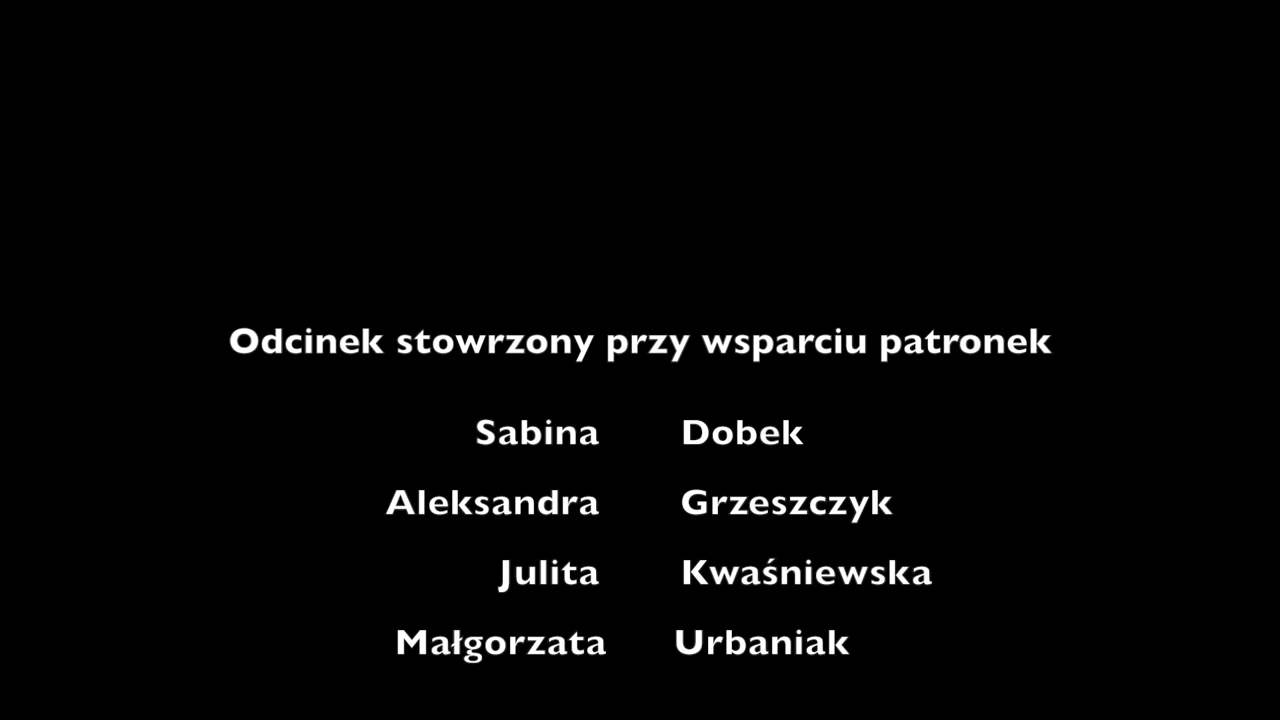 Odcinek stowrzony przy wsparciu patronek
Sabina Dobek
Aleksandra Grzeszczyk
Julita Kwaśniewska
Małgorzata Urbaniak